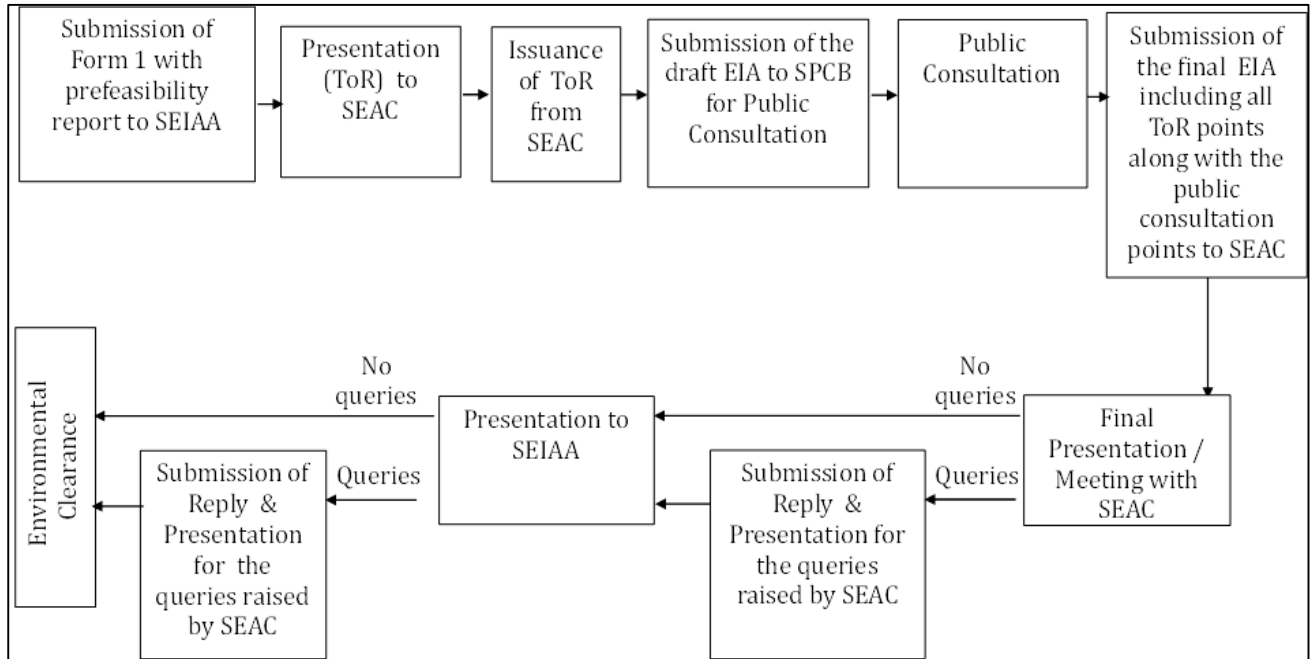 Submission of
Form 1 with
prefeasibility
report to SEIAA
Presentation
(ToR) to
SEAC
Issuance
of ToR
from
SEAC
Submission of the
draft EIA to SPCB
for Public
Consultation
Public
Consultation
Submission of
the final EIA
including all
ToR points
along with the
public
consultation
points to SEAC
Final
Presentation /
Meeting with
SEAC
No
queries
Queries
Submission of
Reply &
Presentation for
the queries
raised by SEAC
Presentation to
SEIAA
No
queries
Queries
Submission of
Reply &
Presentation
for the
queries raised
by SEAC
Environmental
Clearance